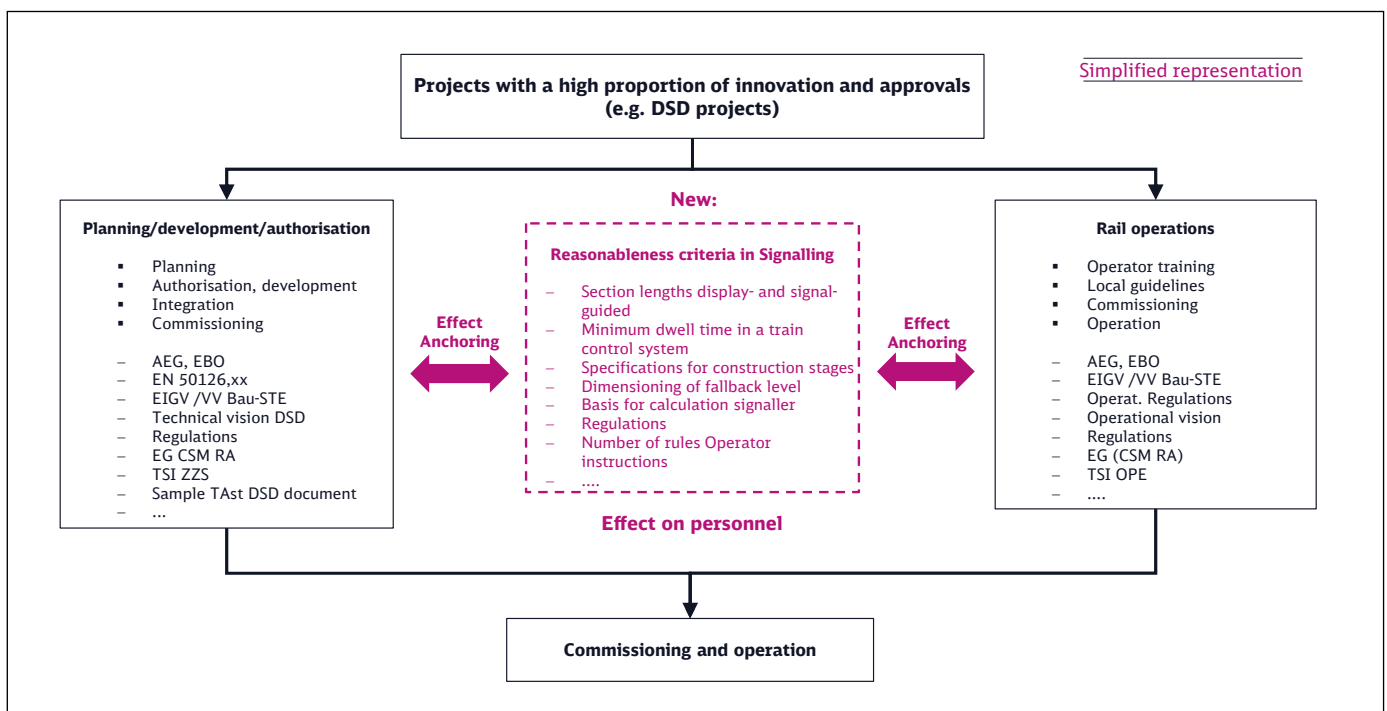 Projects with a high proportion of innovation and approvals
(e.g. DSD projects)
Simplified representation
Planning/development/authorisation
▪ Planning
▪ Authorisation, development
▪ Integration
▪ Commissioning
– AEG, EBO
– EN 50126,xx
– EIGV /VV Bau-STE
– Technical vision DSD
– Regulations
– EG CSM RA
– TSI ZZS
– Sample TAst DSD document
– ...
Effect
Anchoring
New:
Reasonableness criteria in Signalling
– Section lengths display- and signal-
guided
– Minimum dwell time in a train
control system
– Specifications for construction stages
– Dimensioning of fallback level
– Basis for calculation signaller
– Regulations
– Number of rules Operator
instructions
– ....
Effect on personnel
Effect
Anchoring
Rail operations
▪ Operator training
▪ Local guidelines
▪ Commissioning
▪ Operation
– AEG, EBO
– EIGV /VV Bau-STE
– Operat. Regulations
– Operational vision
– Regulations
– EG (CSM RA)
– TSI OPE
– ....
Commissioning and operation